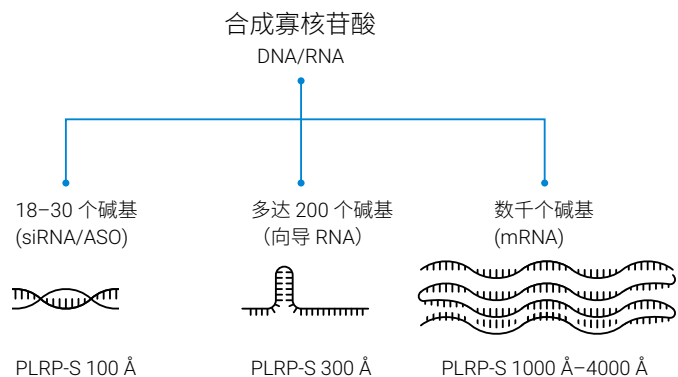 合成寡核苷酸
DNA/RNA
18–30 个碱基
(siRNA/ASO)
多达 200 个碱基
（向导 RNA）
数千个碱基
(mRNA)
PLRP-S 100 Å
PLRP-S 300 Å
PLRP-S 1000 Å–4000 Å